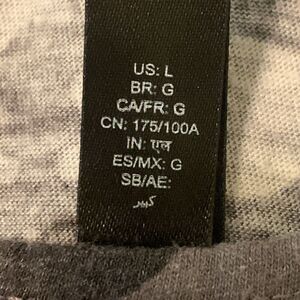 US: L
BR: G
CA/FR: G
CN: 175/100A
IN: एल
ES/MX: G
SB/AE:
كبير